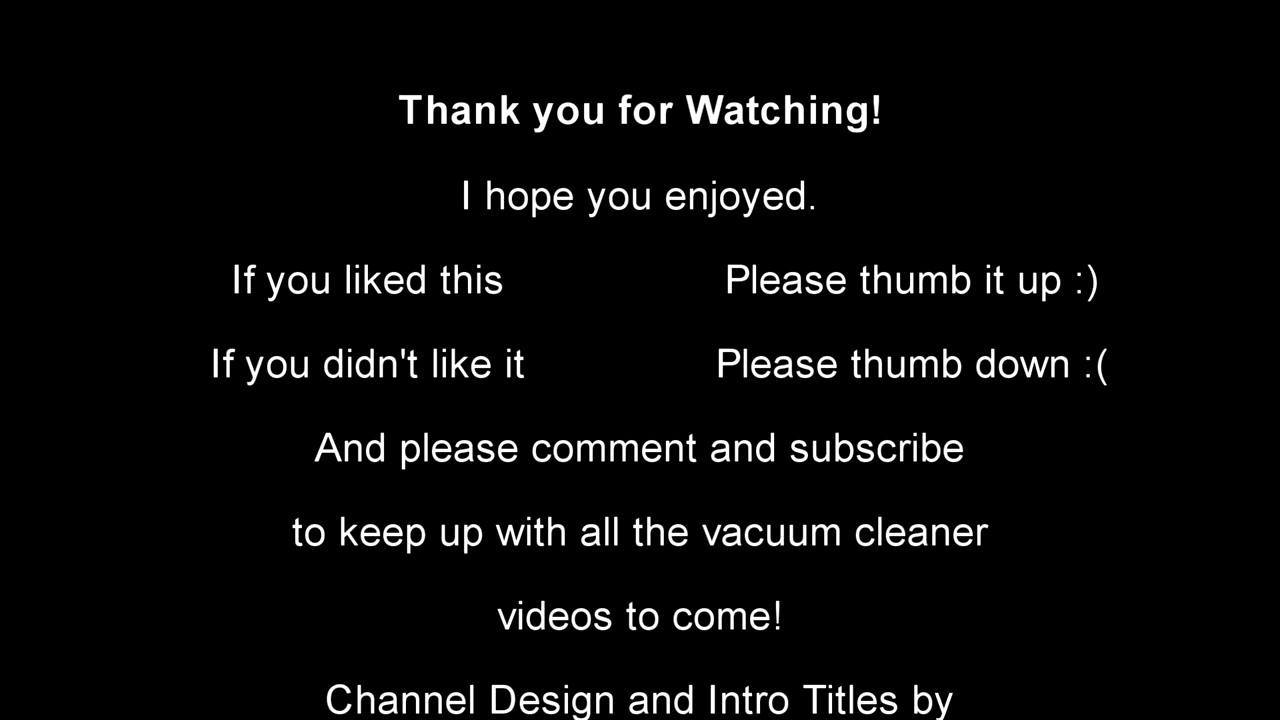 Thank you for Watching!
I hope you enjoyed.
If you liked this Please thumb it up :)
If you didn't like it Please thumb down :(
And please comment and subscribe
to keep up with all the vacuum cleaner
videos to come!
Channel Design and Intro Titles by